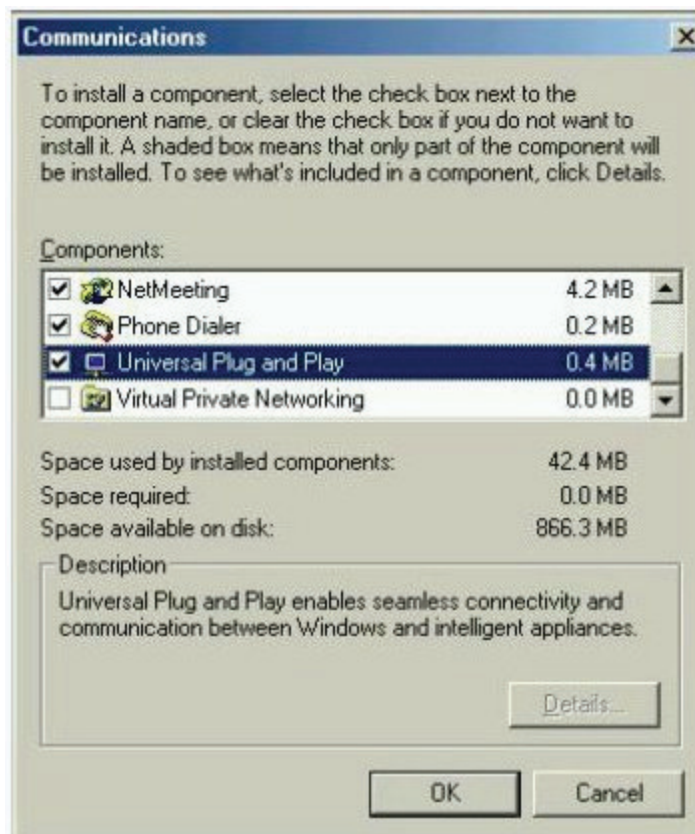 Communications
To install a component, select the check box next to the
component name, or clear the check box if you do not want to
install it. A shaded box means that only part of the component will
be installed. To see what's included in a component, click Details.
Components:
NetMeeting 4.2 MB
Phone Dialer 0.2 MB
Universal Plug and Play 0.4 MB
Virtual Private Networking 0.0 MB
Space used by installed components: 42.4 MB
Space required: 0.0 MB
Space available on disk: 866.3 MB
Description
Universal Plug and Play enables seamless connectivity and
communication between Windows and intelligent appliances.
Details...
OK Cancel